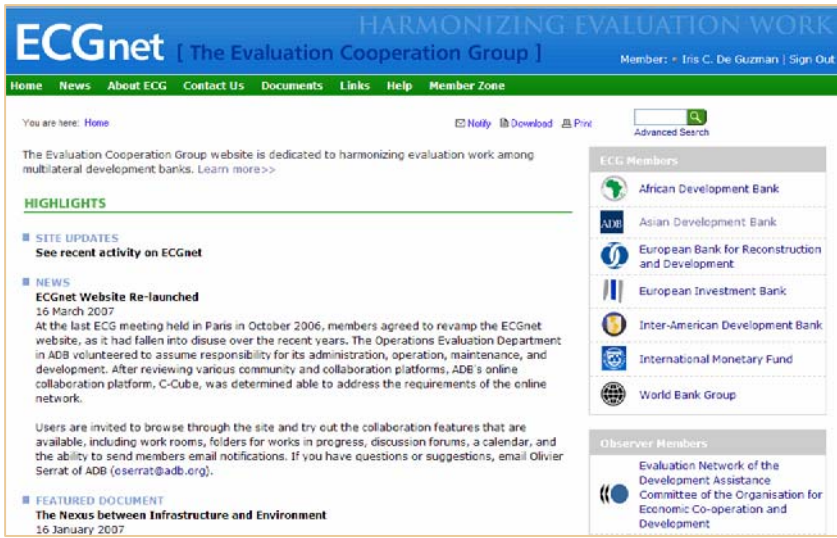 HARMONIZING EVALUATION WORK
ECGnet [ The Evaluation Cooperation Group ]
Member: Iris C. De Guzman | Sign Out
Home News About ECG Contact Us Documents Links Help Member Zone
You are here: Home
Notify Download Print
Advanced Search
The Evaluation Cooperation Group website is dedicated to harmonizing evaluation work among
multilateral development banks. Learn more>>
HIGHLIGHTS
SITE UPDATES
See recent activity on ECGnet
NEWS
ECGnet Website Re-launched
16 March 2007
At the last ECG meeting held in Paris in October 2006, members agreed to revamp the ECGnet
website, as it had fallen into disuse over the recent years. The Operations Evaluation Department
in ADB volunteered to assume responsibility for its administration, operation, maintenance, and
development. After reviewing various community and collaboration platforms, ADB's online
collaboration platform, C-Cube, was determined able to address the requirements of the online
network.
Users are invited to browse through the site and try out the collaboration features that are
available, including work rooms, folders for works in progress, discussion forums, a calendar, and
the ability to send members email notifications. If you have questions or suggestions, email Olivier
Serrat of ADB (oserrat@adb.org).
FEATURED DOCUMENT
The Nexus between Infrastructure and Environment
16 January 2007
ECG Members
African Development Bank
ADB
Asian Development Bank
European Bank for Reconstruction
and Development
European Investment Bank
Inter-American Development Bank
International Monetary Fund
World Bank Group
Observer Members
Evaluation Network of the
Development Assistance
Committee of the Organisation for
Economic Co-operation and
Development